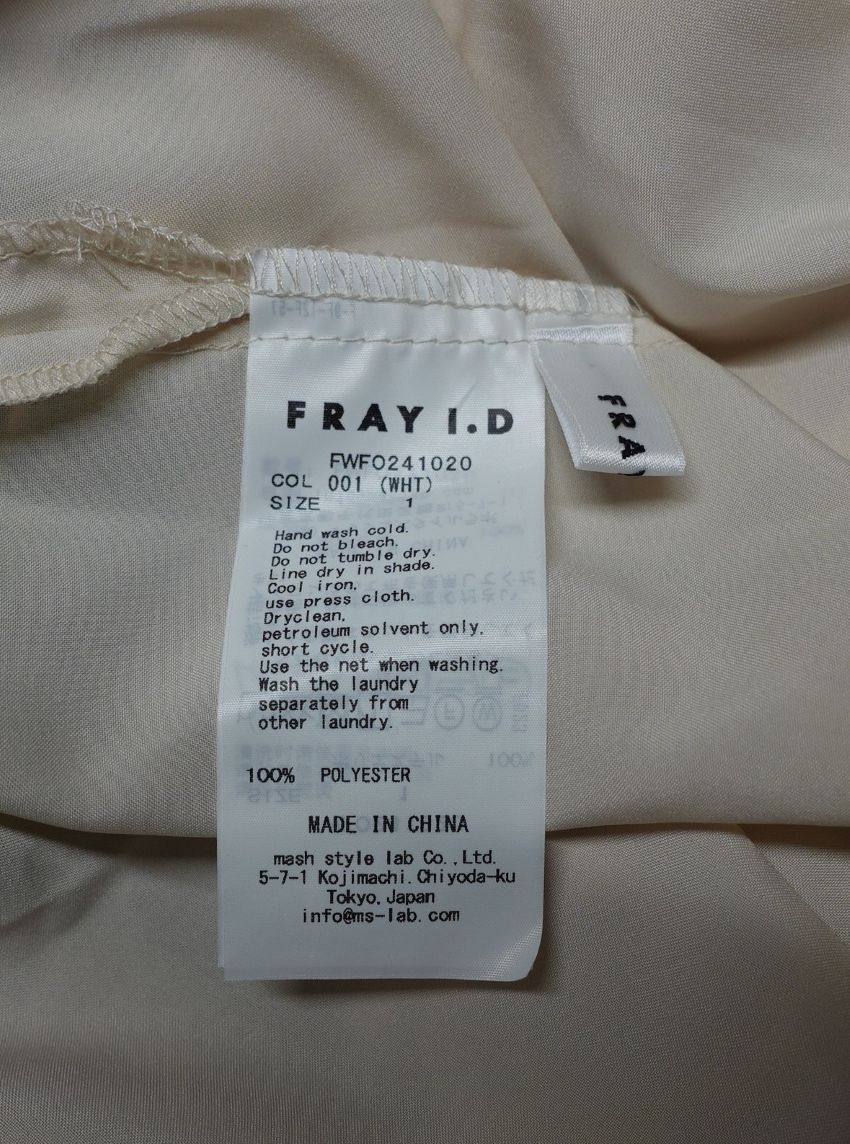 FRAY I.D
FWFO241020
COL 001 (WHT)
SIZE 1
Hand wash cold.
Do not bleach.
Do not tumble dry.
Line dry in shade.
Cool iron.
use press cloth.
Dryclean,
petroleum solvent only,
short cycle.
Use the net when washing.
Wash the laundry
separately from
other laundry.
100% POLYESTER
MADE IN CHINA
mash style lab Co.,Ltd.
5-7-1 Kojimachi.Chiyoda-ku
Tokyo,Japan
info@ms-lab.com
FRA